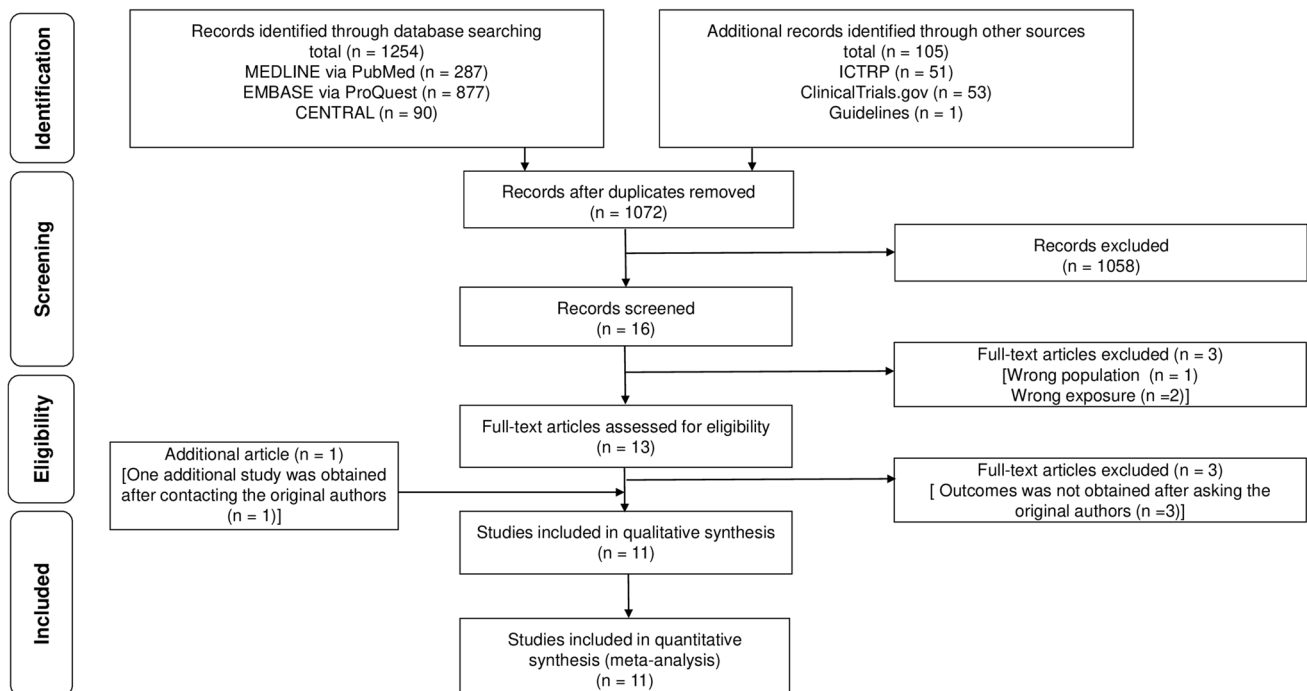 Identification
Records identified through database searching
total (n = 1254)
MEDLINE via PubMed (n = 287)
EMBASE via ProQuest (n = 877)
CENTRAL (n = 90)
Additional records identified through other sources
total (n = 105)
ICTRP (n = 51)
ClinicalTrials.gov (n = 53)
Guidelines (n = 1)
Screening
Records after duplicates removed
(n = 1072)
Records excluded
(n = 1058)
Records screened
(n = 16)
Full-text articles excluded (n = 3)
[Wrong population (n = 1)
Wrong exposure (n =2)]
Eligibility
Full-text articles assessed for eligibility
(n = 13)
Additional article (n = 1)
[One additional study was obtained
after contacting the original authors
(n = 1)]
Full-text articles excluded (n = 3)
[ Outcomes was not obtained after asking the
original authors (n =3)]
Included
Studies included in qualitative synthesis
(n = 11)
Studies included in quantitative
synthesis (meta-analysis)
(n = 11)